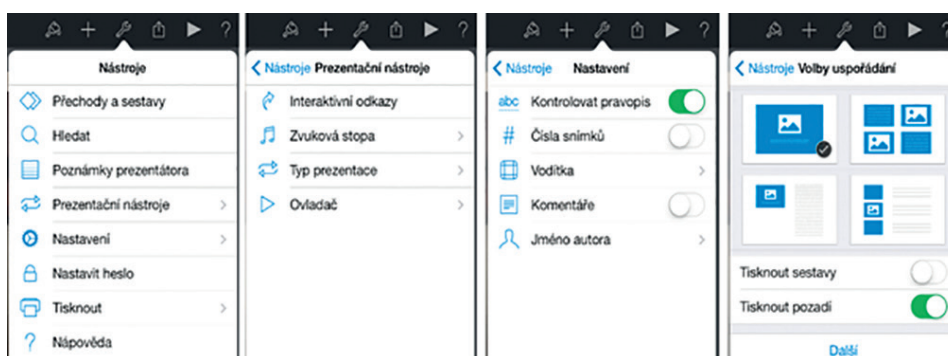 ?
Nástroje
Přechody a sestavy
Hledat
Poznámky prezentátora
Prezentační nástroje
Nastavení
Nastavit heslo
Tisknout
? Nápověda
?
Nástroje Prezentační nástroje
Interaktivní odkazy
Zvuková stopa
Typ prezentace
Ovladač
?
Nástroje Nastavení
abc Kontrolovat pravopis
# Čísla snímků
Vodítka
Komentáře
Jméno autora
?
Nástroje Volby uspořádání
Tisknout sestavy
Tisknout pozadí
Další